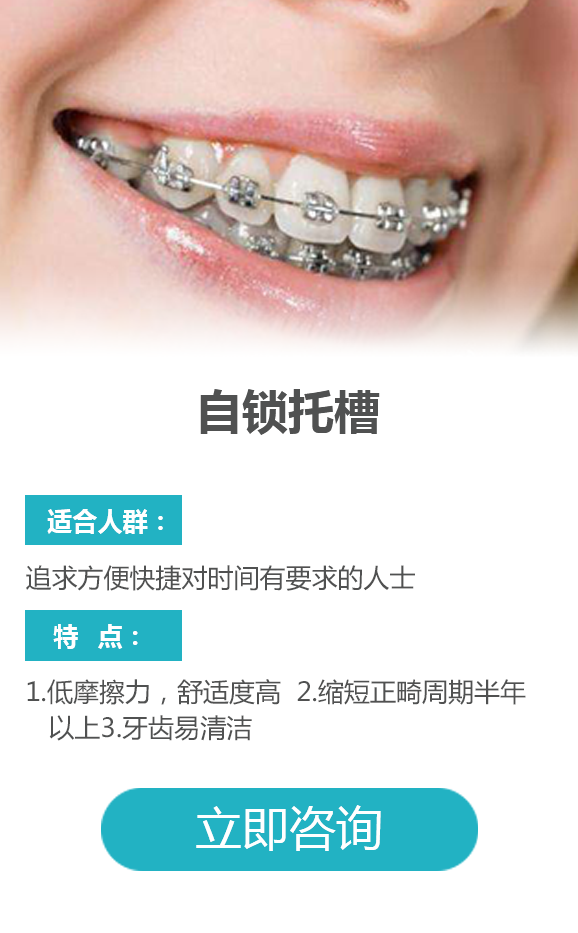 自锁托槽
适合人群：
追求方便快捷对时间有要求的人士
特 点：
1.低摩擦力，舒适度高 2.缩短正畸周期半年
以上3.牙齿易清洁
立即咨询